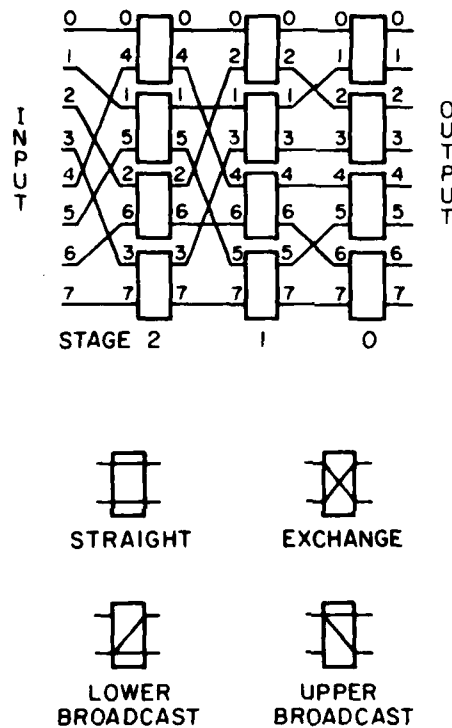 0 0 0 0 0 0 0
1 4 4 2 2 1 1
2 1 1 1 1 2 2
3 5 5 3 3 3 3
4 2 2 4 4 4 4
5 6 6 6 6 5 5
6 3 3 5 5 6 6
7 7 7 7 7 7 7
INPUT
OUTPUT
STAGE 2 1 0
STRAIGHT
EXCHANGE
LOWER
BROADCAST
UPPER
BROADCAST